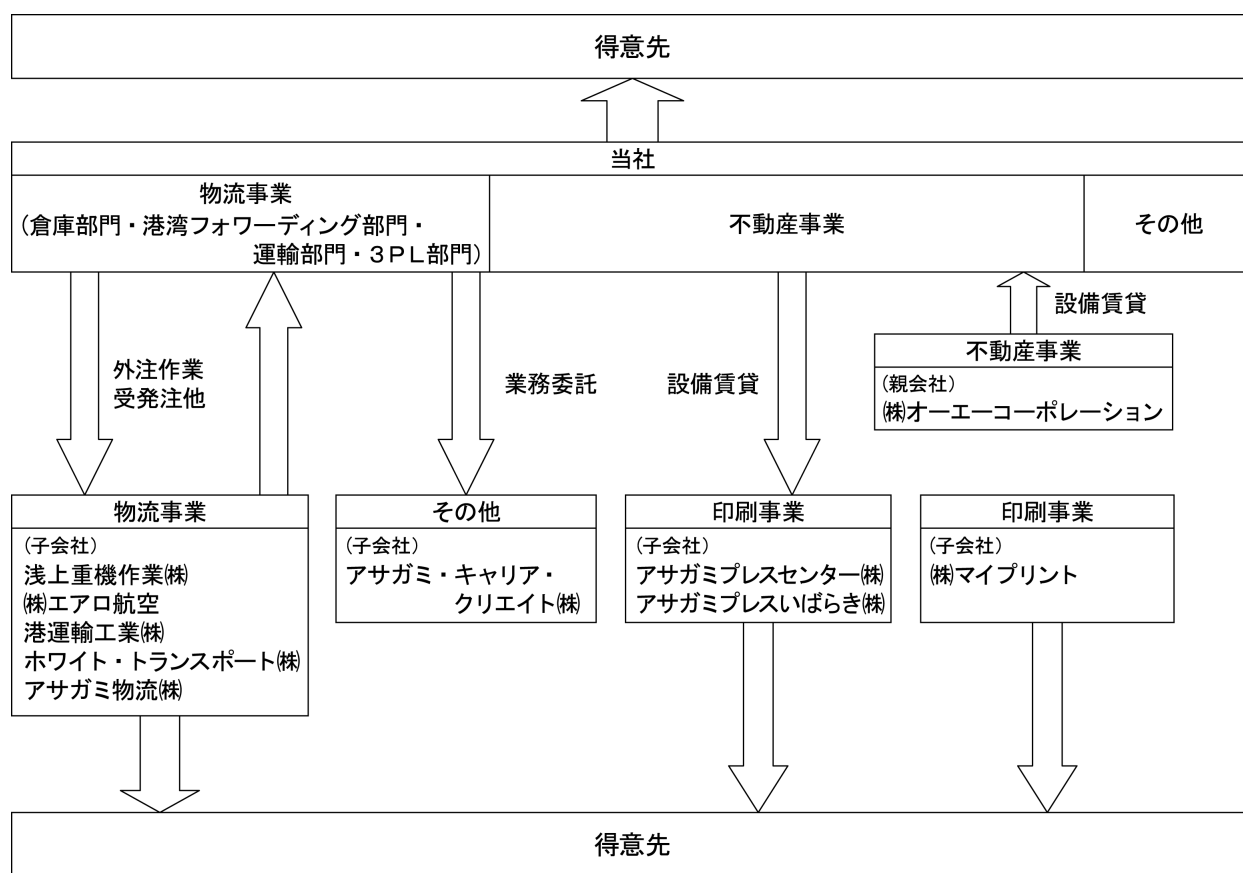 得意先
当社
物流事業
(倉庫部門・港湾フォワーディング部門・
運輸部門・3PL部門)
不動産事業
その他
外注作業
受発注他
業務委託
設備賃貸
設備賃貸
不動産事業
(親会社)
㈱オーエーコーポレーション
物流事業
(子会社)
浅上重機作業㈱
㈱エアロ航空
港運輸工業㈱
ホワイト・トランスポート㈱
アサガミ物流㈱
その他
(子会社)
アサガミ・キャリア・
クリエイト㈱
印刷事業
(子会社)
アサガミプレスセンター㈱
アサガミプレスいばらき㈱
印刷事業
(子会社)
㈱マイプリント
得意先